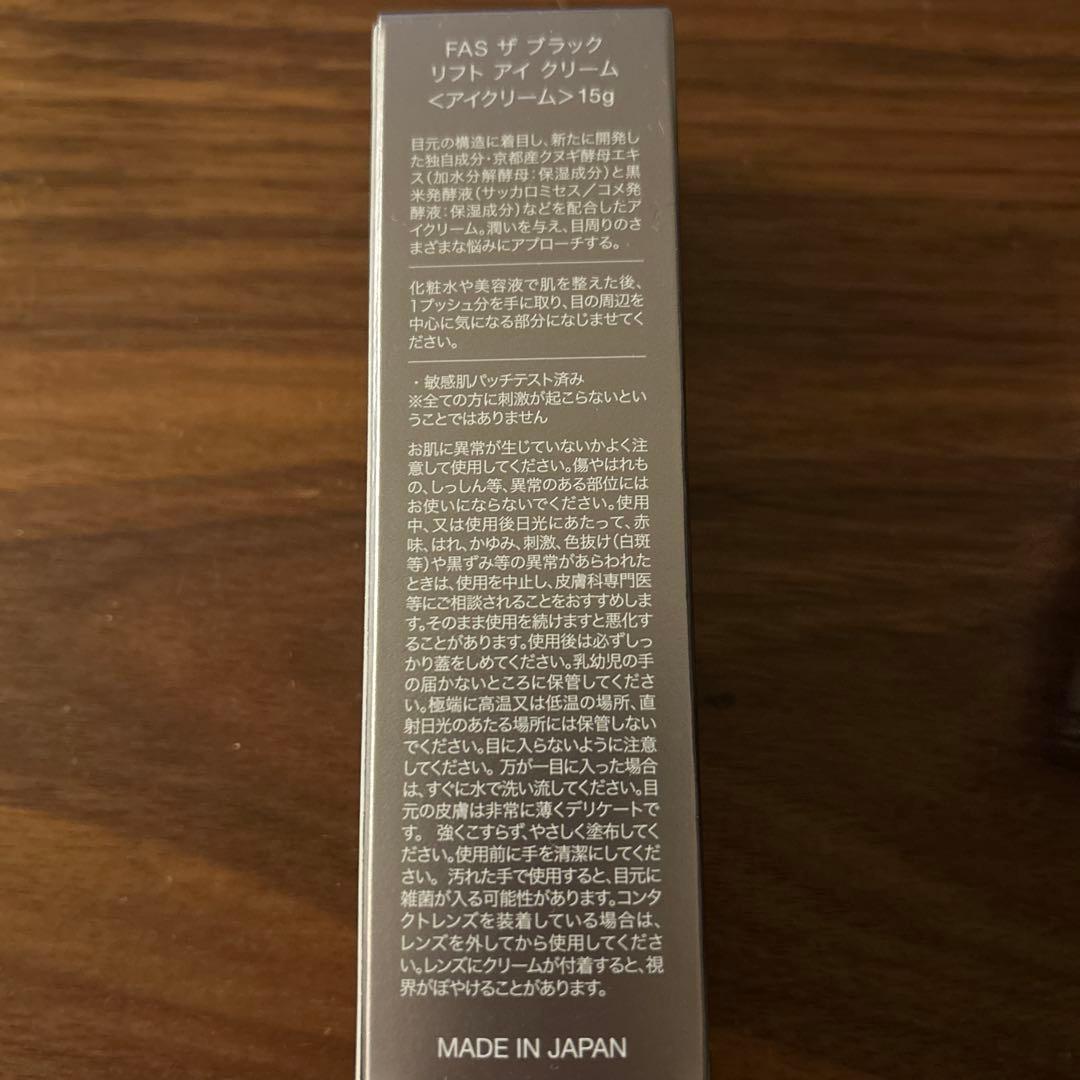 FAS ザ ブラック
リフト アイ クリーム
＜アイクリーム＞15g
目元の構造に着目し、新たに開発し
た独自成分・京都産クヌギ酵母エキ
ス（加水分解酵母：保湿成分）と黒
米発酵液（サッカロミセス／コメ発
酵液：保湿成分）などを配合したア
イクリーム。潤いを与え、目周りのさ
まざまな悩みにアプローチする。
化粧水や美容液で肌を整えた後、
1プッシュ分を手に取り、目の周辺を
中心に気になる部分になじませてく
ださい。
・敏感肌パッチテスト済み
※全ての方に刺激が起こらないとい
うことではありません
お肌に異常が生じていないかよく注
意して使用してください。傷やはれも
の、しっしん等、異常のある部位には
お使いにならないでください。使用
中、又は使用後日光にあたって、赤
味、はれ、かゆみ、刺激、色抜け（白斑
等）や黒ずみ等の異常があらわれた
ときは、使用を中止し、皮膚科専門医
等にご相談されることをおすすめしま
す。そのまま使用を続けますと悪化す
ることがあります。使用後は必ずしっ
かり蓋をしめてください。乳幼児の手
の届かないところに保管してくださ
い。極端に高温又は低温の場所、直
射日光のあたる場所には保管しない
でください。目に入らないように注意
してください。 万が一目に入った場合
は、すぐに水で洗い流してください。目
元の皮膚は非常に薄くデリケートで
す。 強くこすらず、やさしく塗布してく
ださい。使用前に手を清潔にしてくだ
さい。 汚れた手で使用すると、目元に
雑菌が入る可能性があります。コンタ
クトレンズを装着している場合は、
レンズを外してから使用してくださ
い。レンズにクリームが付着すると、視
界がぼやけることがあります。
MADE IN JAPAN